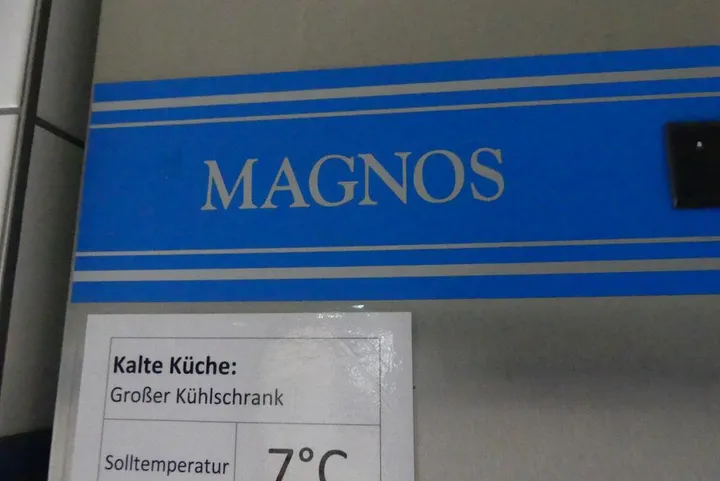 MAGNOS
Kalte Küche:
Großer Kühlschrank
Solltemperatur 7°C